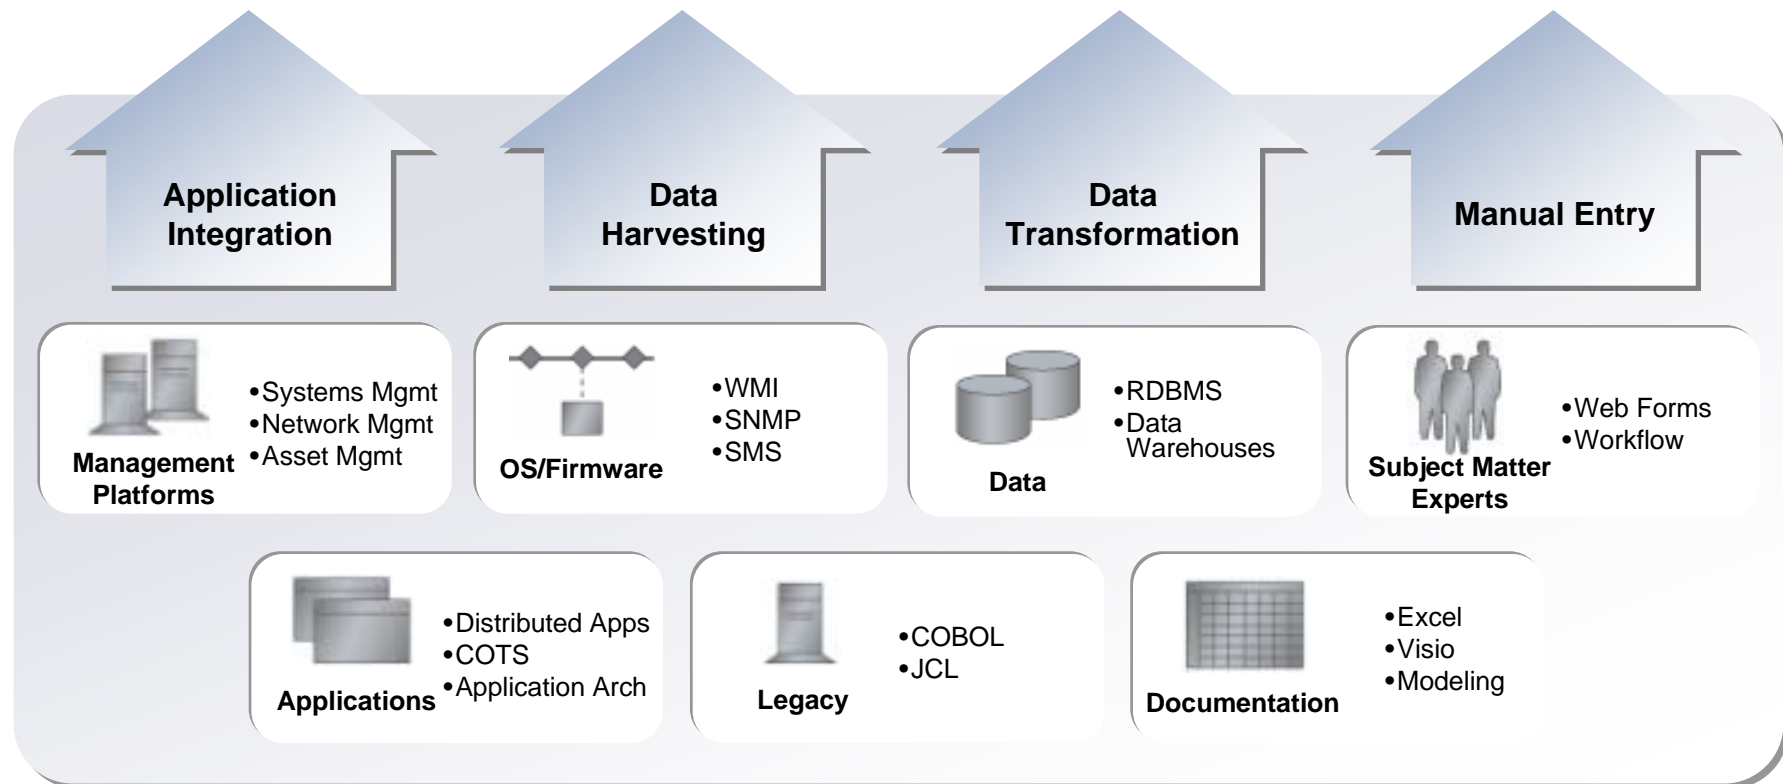 Application
Integration
Data
Harvesting
Data
Transformation
Manual Entry
•Systems Mgmt
•Network Mgmt
•Asset Mgmt
Management
Platforms
•WMI
•SNMP
•SMS
OS/Firmware
•RDBMS
•Data
Warehouses
Data
•Web Forms
•Workflow
Subject Matter
Experts
•Distributed Apps
•COTS
•Application Arch
Applications
•COBOL
•JCL
Legacy
•Excel
•Visio
•Modeling
Documentation